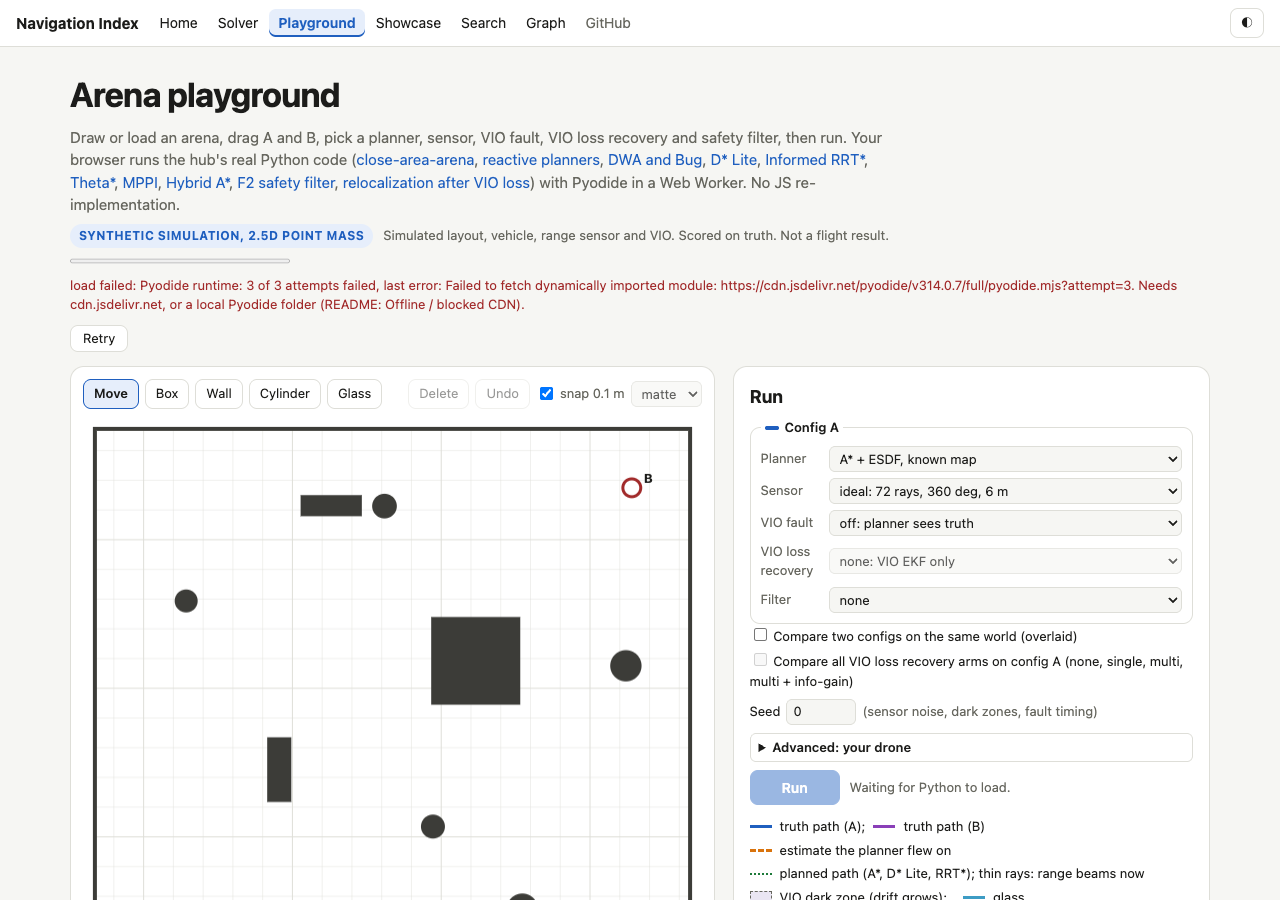 Navigation Index Home Solver Playground Showcase Search Graph GitHub
Arena playground
Draw or load an arena, drag A and B, pick a planner, sensor, VIO fault, VIO loss recovery and safety filter, then run. Your
browser runs the hub's real Python code (close-area-arena, reactive planners, DWA and Bug, D* Lite, Informed RRT*,
Theta*, MPPI, Hybrid A*, F2 safety filter, relocalization after VIO loss) with Pyodide in a Web Worker. No JS re-
implementation.
SYNTHETIC SIMULATION, 2.5D POINT MASS Simulated layout, vehicle, range sensor and VIO. Scored on truth. Not a flight result.
load failed: Pyodide runtime: 3 of 3 attempts failed, last error: Failed to fetch dynamically imported module: https://cdn.jsdelivr.net/pyodide/v314.0.7/full/pyodide.mjs?attempt=3. Needs
cdn.jsdelivr.net, or a local Pyodide folder (README: Offline / blocked CDN).
Retry
Move Box Wall Cylinder Glass Delete Undo snap 0.1 m matte
B
Run
Config A
Planner A* + ESDF, known map
Sensor ideal: 72 rays, 360 deg, 6 m
VIO fault off: planner sees truth
VIO loss
recovery none: VIO EKF only
Filter none
Compare two configs on the same world (overlaid)
Compare all VIO loss recovery arms on config A (none, single, multi,
multi + info-gain)
Seed 0 (sensor noise, dark zones, fault timing)
Advanced: your drone
Run Waiting for Python to load.
truth path (A); truth path (B)
estimate the planner flew on
planned path (A*, D* Lite, RRT*); thin rays: range beams now
VIO dark zone (drift grows); glass